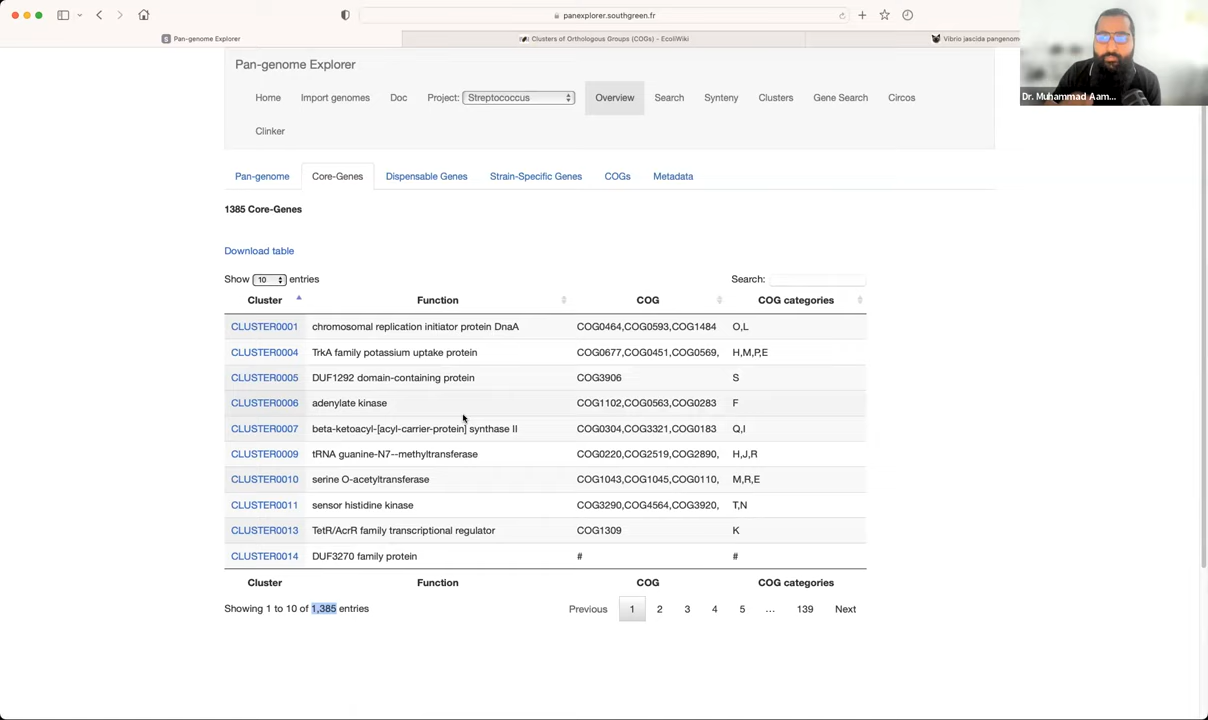 panexplorer.southgreen.fr
Pan-genome Explorer
Clusters of Orthologous Groups (COGs) - EcoliWiki
Vibrio jascida pangenom
Dr. Muhammad Aam...
Pan-genome Explorer
Home Import genomes Doc Project: Streptococcus Overview Search Synteny Clusters Gene Search Circos
Clinker
Pan-genome Core-Genes Dispensable Genes Strain-Specific Genes COGs Metadata
1385 Core-Genes
Download table
Show 10 entries Search:
Cluster Function COG COG categories
CLUSTER0001 chromosomal replication initiator protein DnaA COG0464,COG0593,COG1484 O,L
CLUSTER0004 TrkA family potassium uptake protein COG0677,COG0451,COG0569, H,M,P,E
CLUSTER0005 DUF1292 domain-containing protein COG3906 S
CLUSTER0006 adenylate kinase COG1102,COG0563,COG0283 F
CLUSTER0007 beta-ketoacyl-[acyl-carrier-protein] synthase II COG0304,COG3321,COG0183 Q,I
CLUSTER0009 tRNA guanine-N7--methyltransferase COG0220,COG2519,COG2890, H,J,R
CLUSTER0010 serine O-acetyltransferase COG1043,COG1045,COG0110, M,R,E
CLUSTER0011 sensor histidine kinase COG3290,COG4564,COG3920, T,N
CLUSTER0013 TetR/AcrR family transcriptional regulator COG1309 K
CLUSTER0014 DUF3270 family protein # #
Cluster Function COG COG categories
Showing 1 to 10 of 1,385 entries Previous 1 2 3 4 5 ... 139 Next